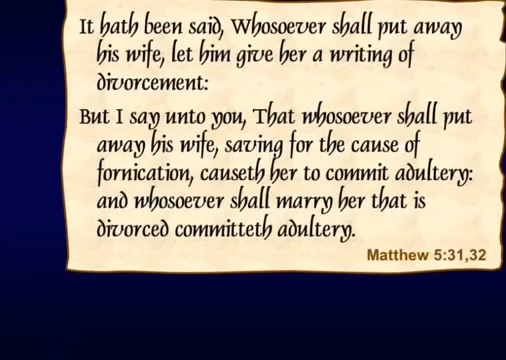 It hath been said, Whosoever shall put away
his wife, let him give her a writing of
divorcement:
But I say unto you, That whosoever shall put
away his wife, saving for the cause of
fornication, causeth her to commit adultery:
and whosoever shall marry her that is
divorced committeth adultery.
Matthew 5:31,32